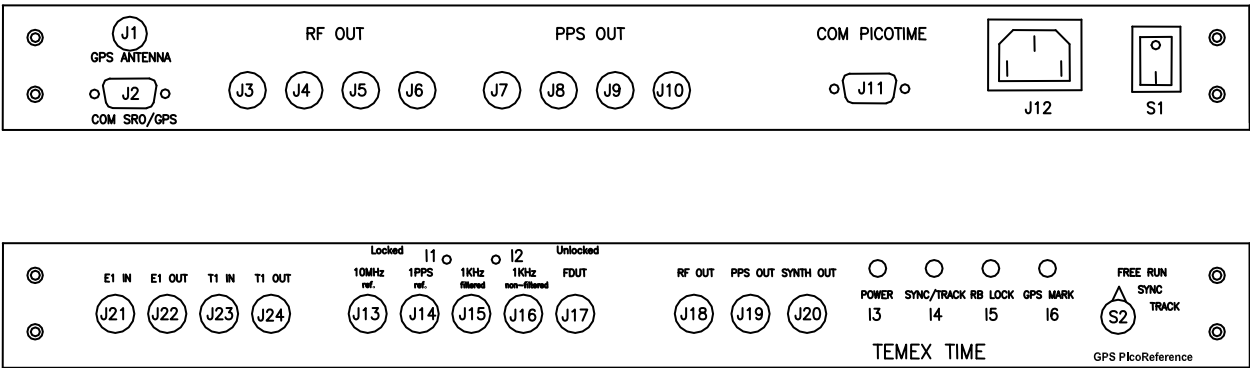 J1 RF OUT PPS OUT COM PICOTIME
GPS ANTENNA
J2 J3 J4 J5 J6 J7 J8 J9 J10 J11
COM SRO/GPS J12 S1
Locked I1 I2 Unlocked
E1 IN E1 OUT T1 IN T1 OUT 10MHz 1PPS 1KHz 1KHz FDUT RF OUT PPS OUT SYNTH OUT FREE RUN
ref. ref. filtered non-filtered SYNC
POWER SYNC/TRACK RB LOCK GPS MARK TRACK
J21 J22 J23 J24 J13 J14 J15 J16 J17 J18 J19 J20 I3 I4 I5 I6 S2
TEMEX TIME GPS PicoReference